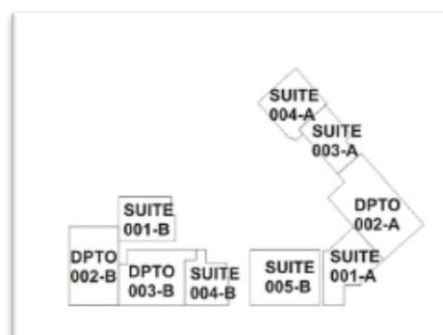 SUITE
004-A
SUITE
003-A
DPTO
002-A
SUITE
001-B
DPTO
002-B
DPTO
003-B
SUITE
004-B
SUITE
005-B
SUITE
001-A